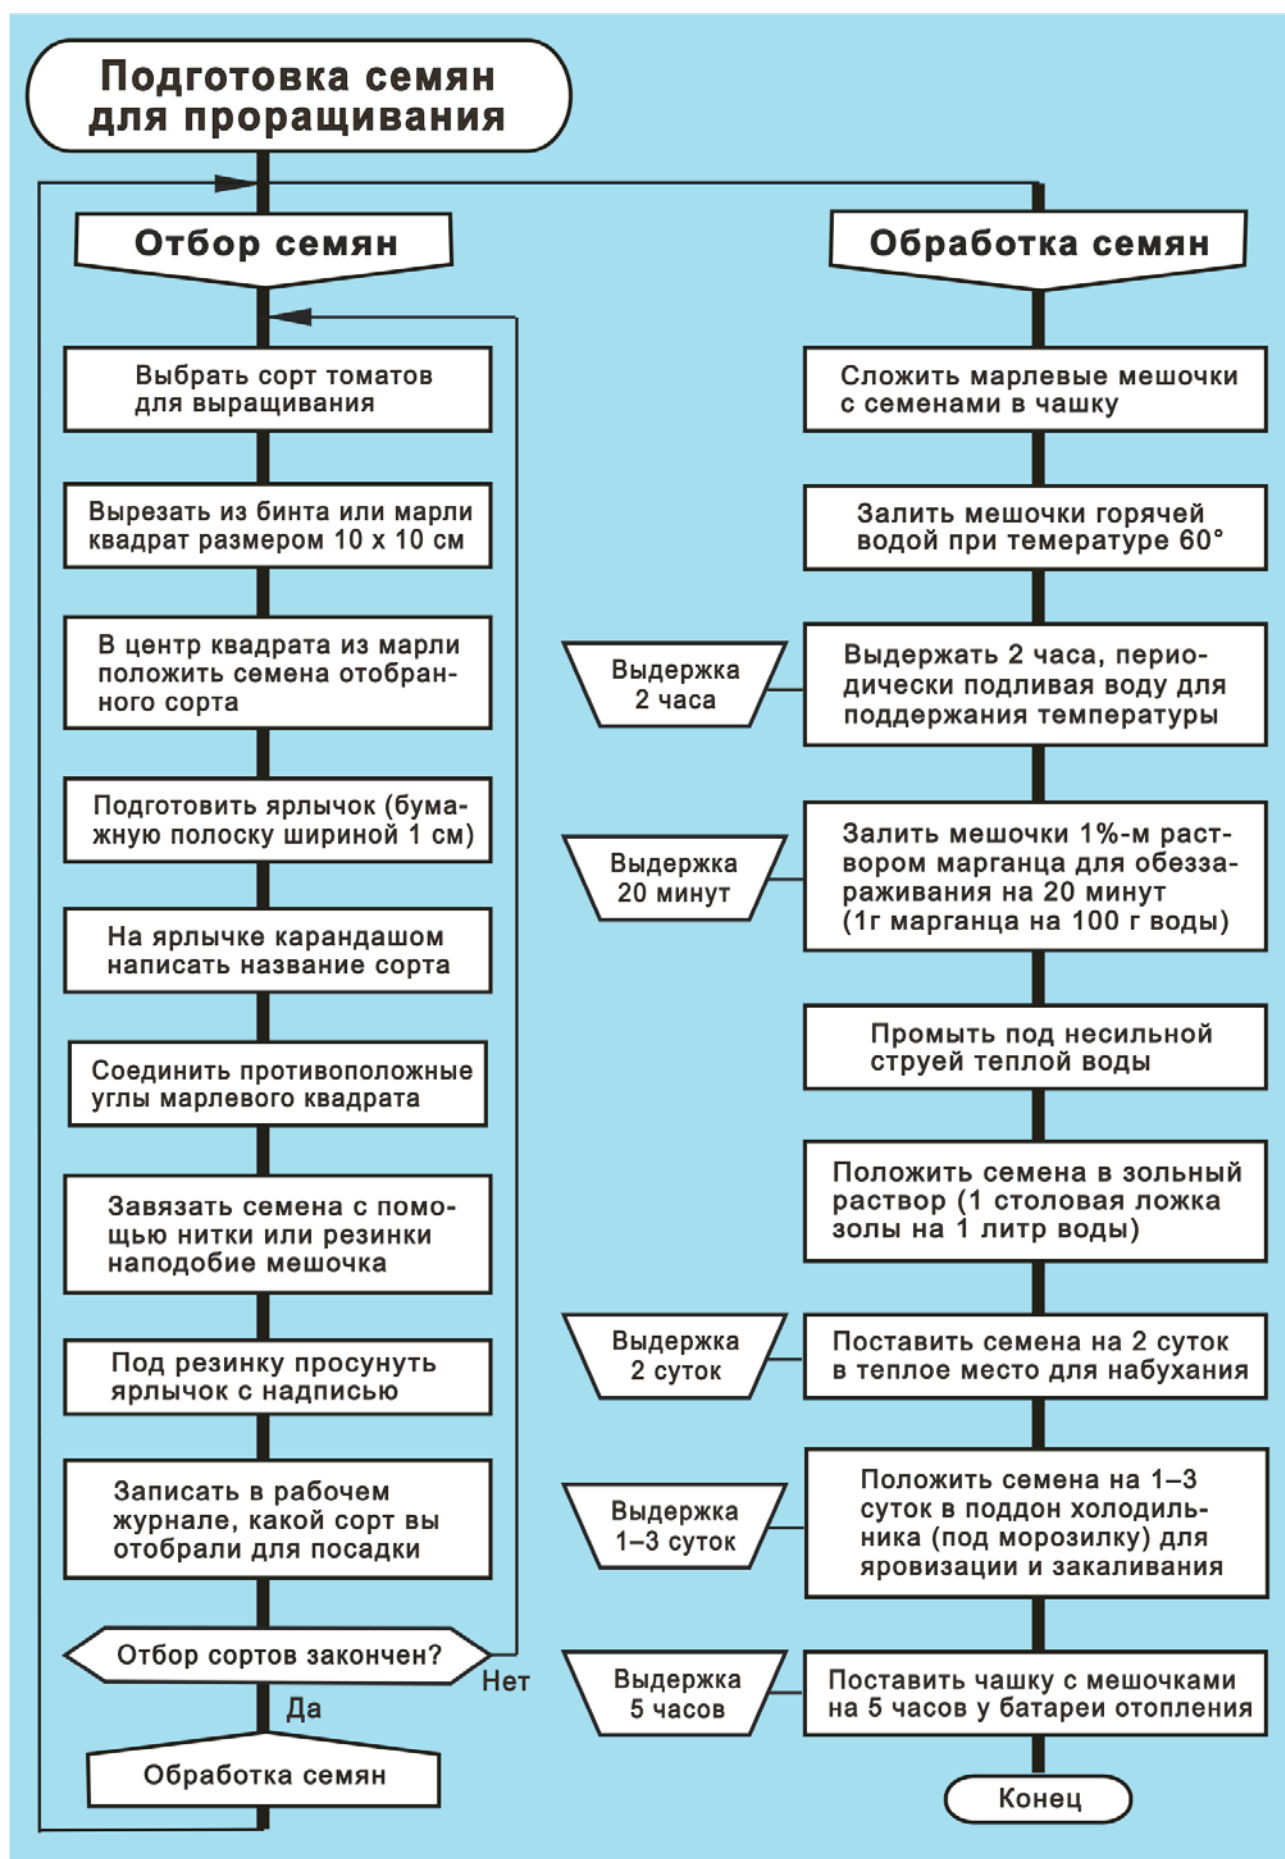 Подготовка семян
для проращивания
Отбор семян
Выбрать сорт томатов
для выращивания
Вырезать из бинта или марли
квадрат размером 10 x 10 см
В центр квадрата из марли
положить семена отобран-
ного сорта
Подготовить ярлычок (бума-
жную полоску шириной 1 см)
На ярлычке карандашом
написать название сорта
Соединить противоположные
углы марлевого квадрата
Завязать семена с помо-
щью нитки или резинки
наподобие мешочка
Под резинку просунуть
ярлычок с надписью
Записать в рабочем
журнале, какой сорт вы
отобрали для посадки
Отбор сортов закончен?
Нет
Да
Обработка семян
Обработка семян
Сложить марлевые мешочки
с семенами в чашку
Залить мешочки горячей
водой при темературе 60°
Выдержка
2 часа
Выдержать 2 часа, перио-
дически подливая воду для
поддержания температуры
Выдержка
20 минут
Залить мешочки 1%-м раст-
вором марганца для обезза-
раживания на 20 минут
(1г марганца на 100 г воды)
Промыть под несильной
струей теплой воды
Положить семена в зольный
раствор (1 столовая ложка
золы на 1 литр воды)
Выдержка
2 суток
Поставить семена на 2 суток
в теплое место для набухания
Выдержка
1–3 суток
Положить семена на 1–3
суток в поддон холодиль-
ника (под морозилку) для
яровизации и закаливания
Выдержка
5 часов
Поставить чашку с мешочками
на 5 часов у батареи отопления
Конец